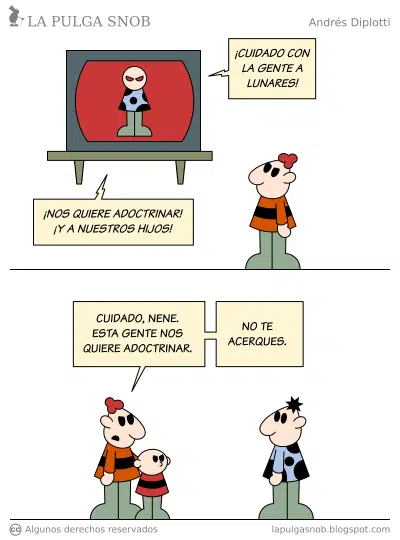 LA PULGA SNOB
Andrés Diplotti
¡CUIDADO CON
LA GENTE A
LUNARES!
¡NOS QUIERE ADOCTRINAR!
¡Y A NUESTROS HIJOS!
CUIDADO, NENE.
ESTA GENTE NOS
QUIERE ADOCTRINAR.
NO TE
ACERQUES.
cc Algunos derechos reservados
lapulgasnob.blogspot.com